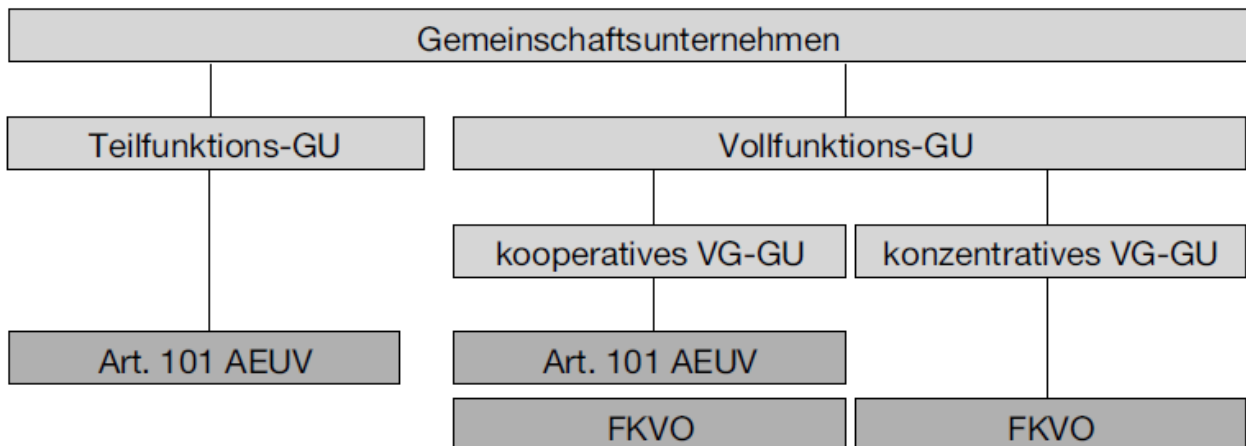 Gemeinschaftsunternehmen
Teilfunktions-GU
Vollfunktions-GU
kooperatives VG-GU
konzentratives VG-GU
Art. 101 AEUV
Art. 101 AEUV
FKVO
FKVO